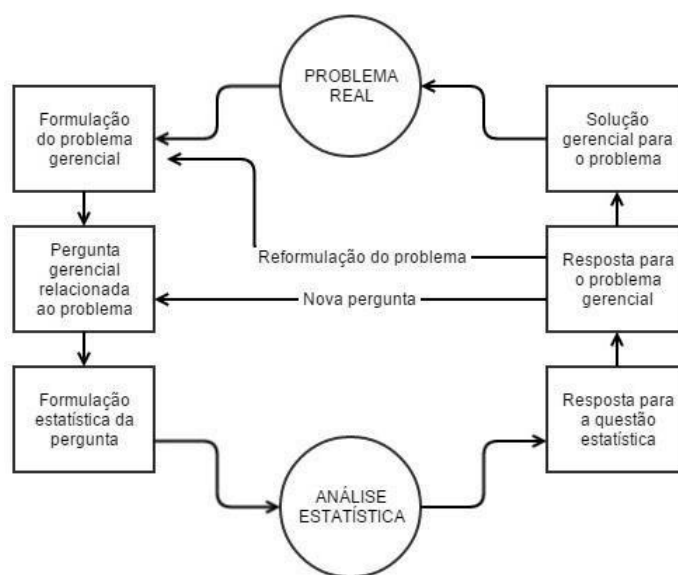 PROBLEMA
REAL
Formulação
do problema
gerencial
Solução
gerencial para
o problema
Pergunta
gerencial
relacionada
ao problema
Reformulação do problema
Nova pergunta
Resposta para
o problema
gerencial
Formulação
estatística da
pergunta
Resposta para
a questão
estatística
ANÁLISE
ESTATÍSTICA